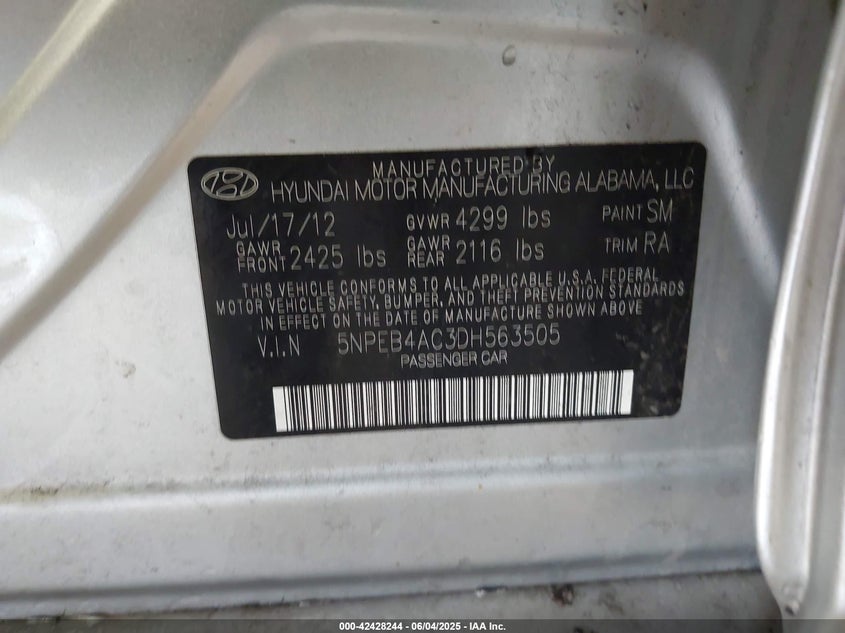 MANUFACTURED BY
HYUNDAI MOTOR MANUFACTURING ALABAMA, LLC
Jul/17/12 GVWR 4299 lbs PAINT SM
GAWR FRONT 2425 lbs GAWR REAR 2116 lbs TRIM RA
THIS VEHICLE CONFORMS TO ALL APPLICABLE U.S.A. FEDERAL
MOTOR VEHICLE SAFETY, BUMPER, AND THEFT PREVENTION STANDARDS
IN EFFECT ON THE DATE OF MANUFACTURE SHOWN ABOVE
V.I.N 5NPEB4AC3DH563505
PASSENGER CAR
000-42428244 - 06/04/2025 - IAA, Inc.